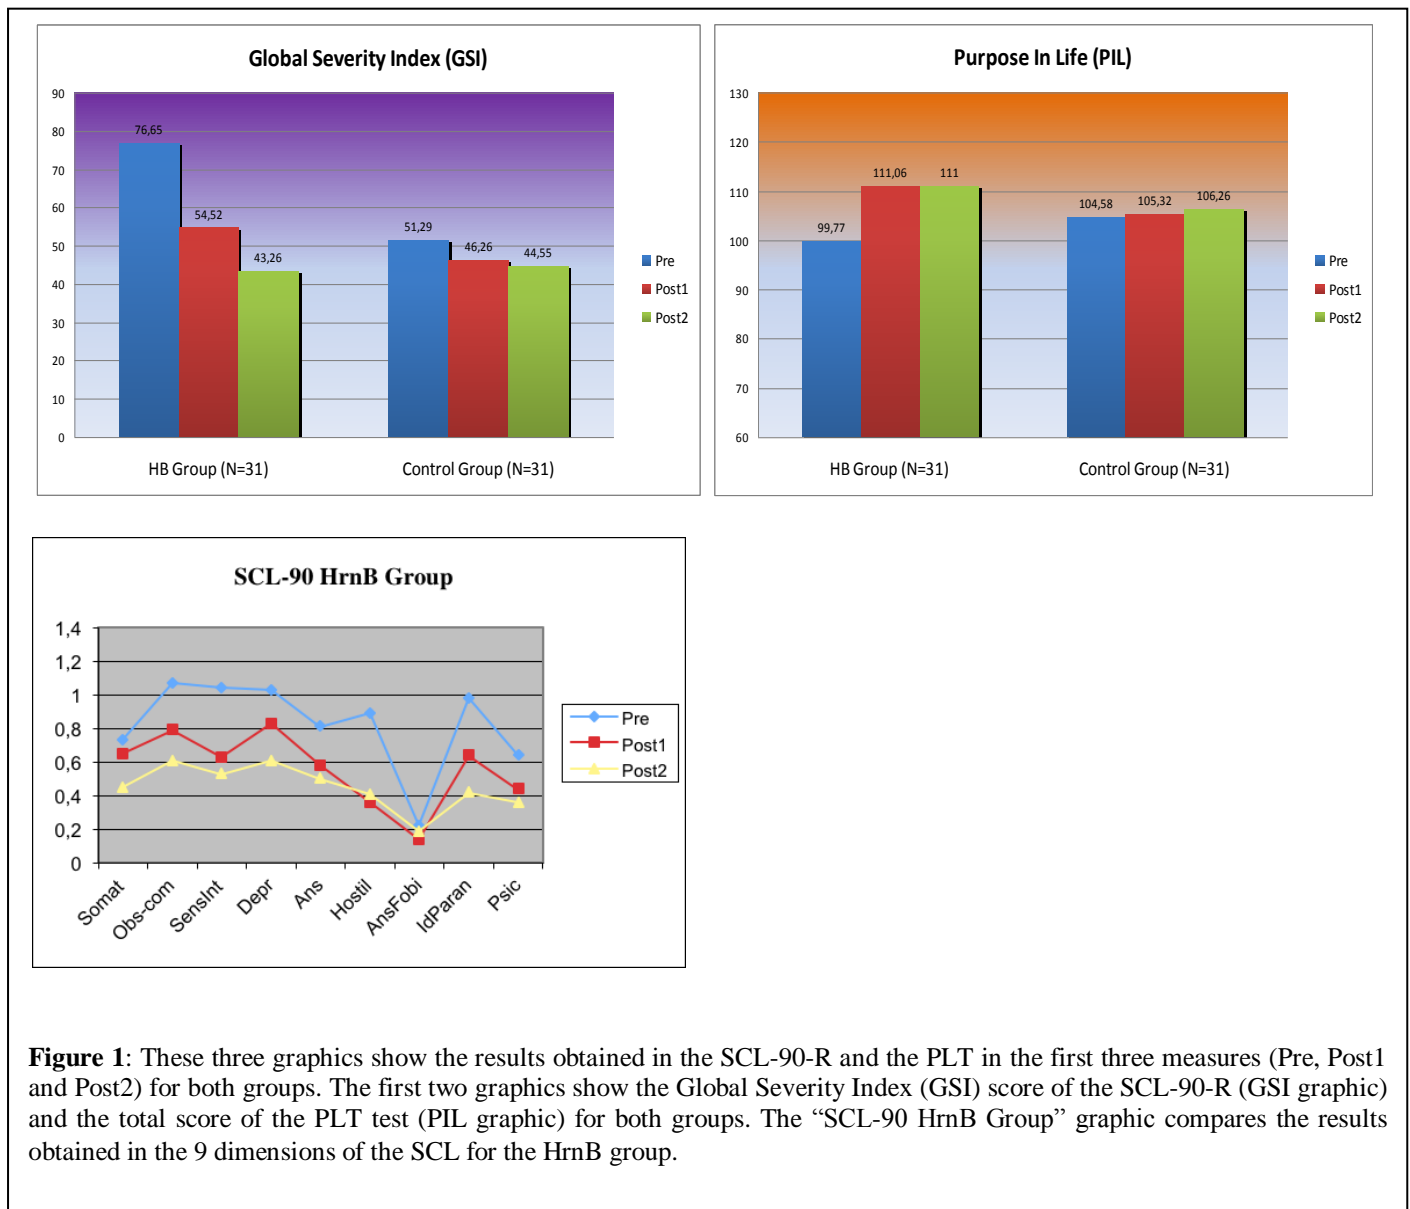 Global Severity Index (GSI)
90
80
70
60
50
40
30
20
10
0
76,65
54,52
43,26
51,29
46,26
44,55
HB Group (N=31)
Control Group (N=31)
Pre
Post1
Post2
Purpose In Life (PIL)
130
120
110
100
90
80
70
60
99,77
111,06
111
104,58
105,32
106,26
HB Group (N=31)
Control Group (N=31)
Pre
Post1
Post2
SCL-90 HrnB Group
1,4
1,2
1
0,8
0,6
0,4
0,2
0
Somat
Obs-com
SensInt
Depr
Ans
Hostil
AnsFobi
IdParan
Psic
Pre
Post1
Post2
Figure 1: These three graphics show the results obtained in the SCL-90-R and the PLT in the first three measures (Pre, Post1
and Post2) for both groups. The first two graphics show the Global Severity Index (GSI) score of the SCL-90-R (GSI graphic)
and the total score of the PLT test (PIL graphic) for both groups. The “SCL-90 HrnB Group” graphic compares the results
obtained in the 9 dimensions of the SCL for the HrnB group.